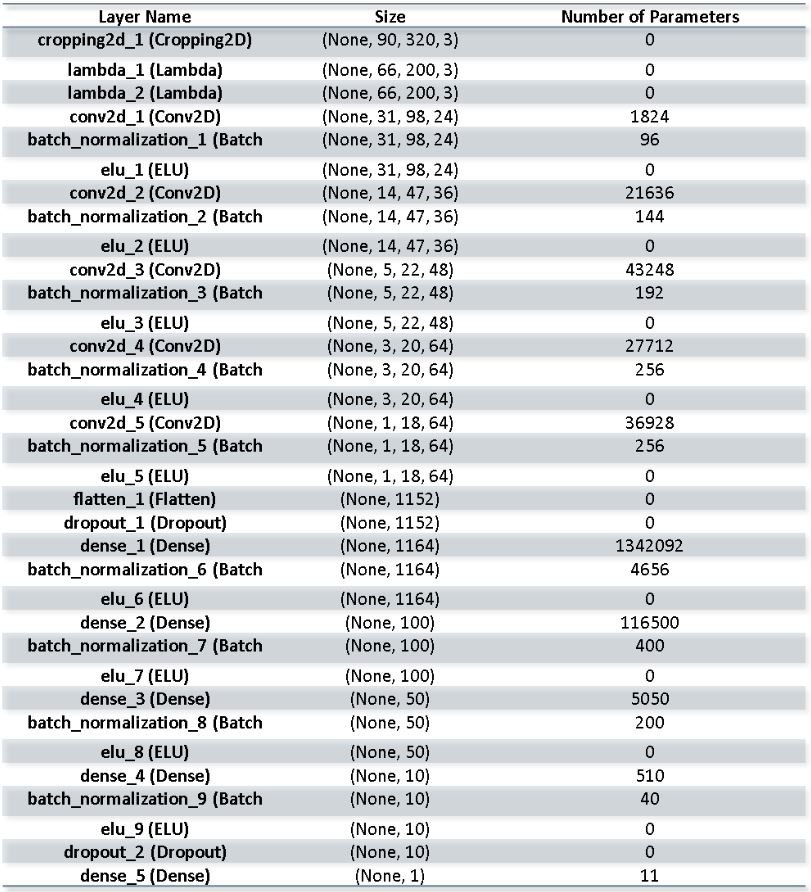 Layer Name Size Number of Parameters
cropping2d_1 (Cropping2D) (None, 90, 320, 3) 0
lambda_1 (Lambda) (None, 66, 200, 3) 0
lambda_2 (Lambda) (None, 66, 200, 3) 0
conv2d_1 (Conv2D) (None, 31, 98, 24) 1824
batch_normalization_1 (Batch (None, 31, 98, 24) 96
elu_1 (ELU) (None, 31, 98, 24) 0
conv2d_2 (Conv2D) (None, 14, 47, 36) 21636
batch_normalization_2 (Batch (None, 14, 47, 36) 144
elu_2 (ELU) (None, 14, 47, 36) 0
conv2d_3 (Conv2D) (None, 5, 22, 48) 43248
batch_normalization_3 (Batch (None, 5, 22, 48) 192
elu_3 (ELU) (None, 5, 22, 48) 0
conv2d_4 (Conv2D) (None, 3, 20, 64) 27712
batch_normalization_4 (Batch (None, 3, 20, 64) 256
elu_4 (ELU) (None, 3, 20, 64) 0
conv2d_5 (Conv2D) (None, 1, 18, 64) 36928
batch_normalization_5 (Batch (None, 1, 18, 64) 256
elu_5 (ELU) (None, 1, 18, 64) 0
flatten_1 (Flatten) (None, 1152) 0
dropout_1 (Dropout) (None, 1152) 0
dense_1 (Dense) (None, 1164) 1342092
batch_normalization_6 (Batch (None, 1164) 4656
elu_6 (ELU) (None, 1164) 0
dense_2 (Dense) (None, 100) 116500
batch_normalization_7 (Batch (None, 100) 400
elu_7 (ELU) (None, 100) 0
dense_3 (Dense) (None, 50) 5050
batch_normalization_8 (Batch (None, 50) 200
elu_8 (ELU) (None, 50) 0
dense_4 (Dense) (None, 10) 510
batch_normalization_9 (Batch (None, 10) 40
elu_9 (ELU) (None, 10) 0
dropout_2 (Dropout) (None, 10) 0
dense_5 (Dense) (None, 1) 11